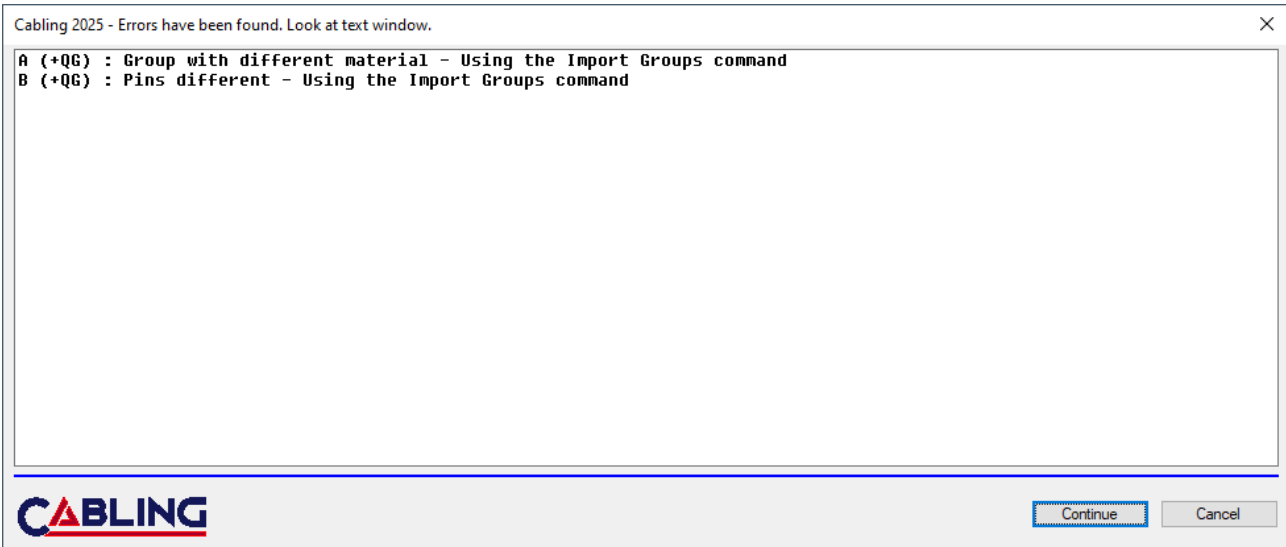 Cabling 2025 - Errors have been found. Look at text window.
A (+QG) : Group with different material - Using the Import Groups command
B (+QG) : Pins different - Using the Import Groups command
CABLING
Continue
Cancel